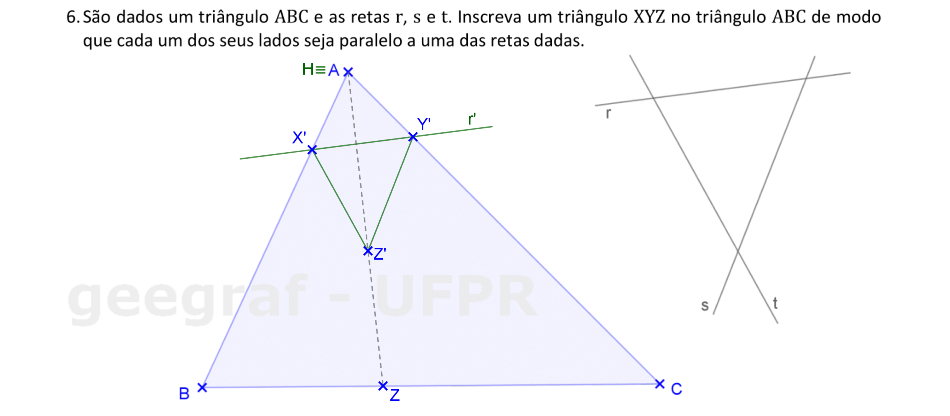 6. São dados um triângulo ABC e as retas r, s e t. Inscreva um triângulo XYZ no triângulo ABC de modo
que cada um dos seus lados seja paralelo a uma das retas dadas.
H≡A
r
X'
Y'
r'
Z'
geegraf - UFPR
s
t
B
Z
C